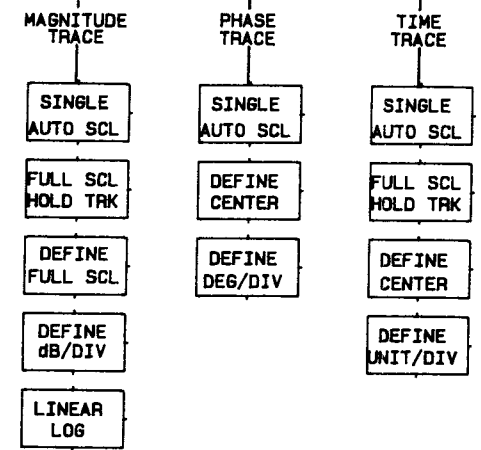 MAGNITUDE
TRACE
SINGLE
AUTO SCL
FULL SCL
HOLD TRK
DEFINE
FULL SCL
DEFINE
dB/DIV
LINEAR
LOG
PHASE
TRACE
SINGLE
AUTO SCL
DEFINE
CENTER
DEFINE
DEG/DIV
TIME
TRACE
SINGLE
AUTO SCL
FULL SCL
HOLD TRK
DEFINE
CENTER
DEFINE
UNIT/DIV